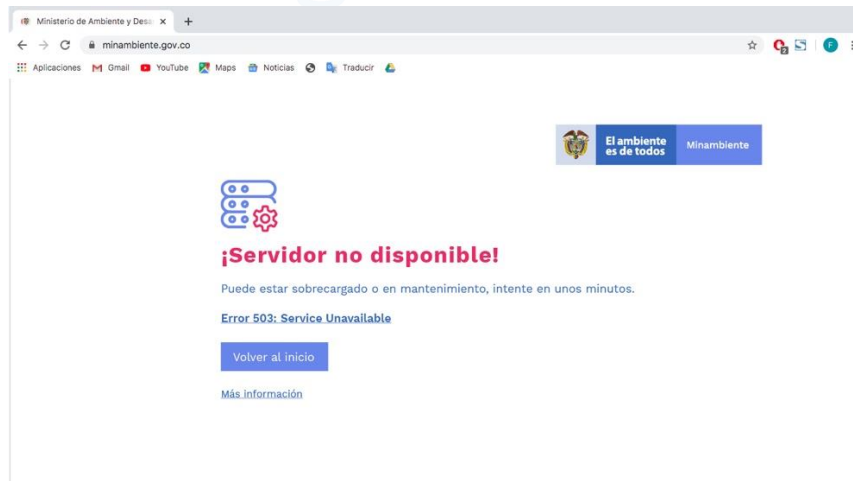 Ministerio de Ambiente y Desa
minambiente.gov.co
Aplicaciones Gmail YouTube Maps Noticias Traducir
El ambiente
es de todos
Minambiente
¡Servidor no disponible!
Puede estar sobrecargado o en mantenimiento, intente en unos minutos.
Error 503: Service Unavailable
Volver al inicio
Más información